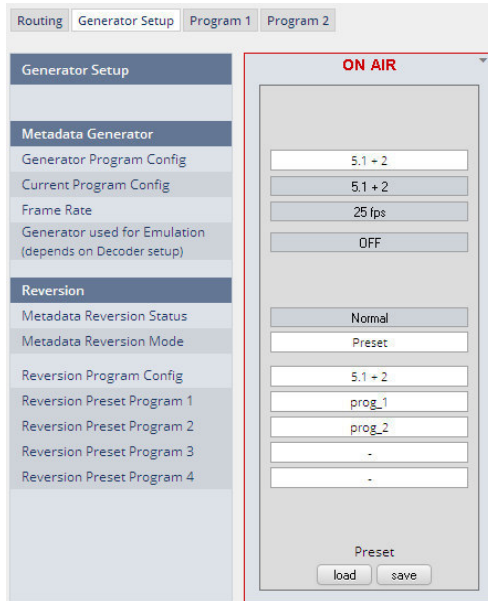 Routing Generator Setup Program 1 Program 2
Generator Setup ON AIR
Metadata Generator
Generator Program Config 5.1 + 2
Current Program Config 5.1 + 2
Frame Rate 25 fps
Generator used for Emulation
(depends on Decoder setup) OFF
Reversion
Metadata Reversion Status Normal
Metadata Reversion Mode Preset
Reversion Program Config 5.1 + 2
Reversion Preset Program 1 prog_1
Reversion Preset Program 2 prog_2
Reversion Preset Program 3 -
Reversion Preset Program 4 -
Preset
load save